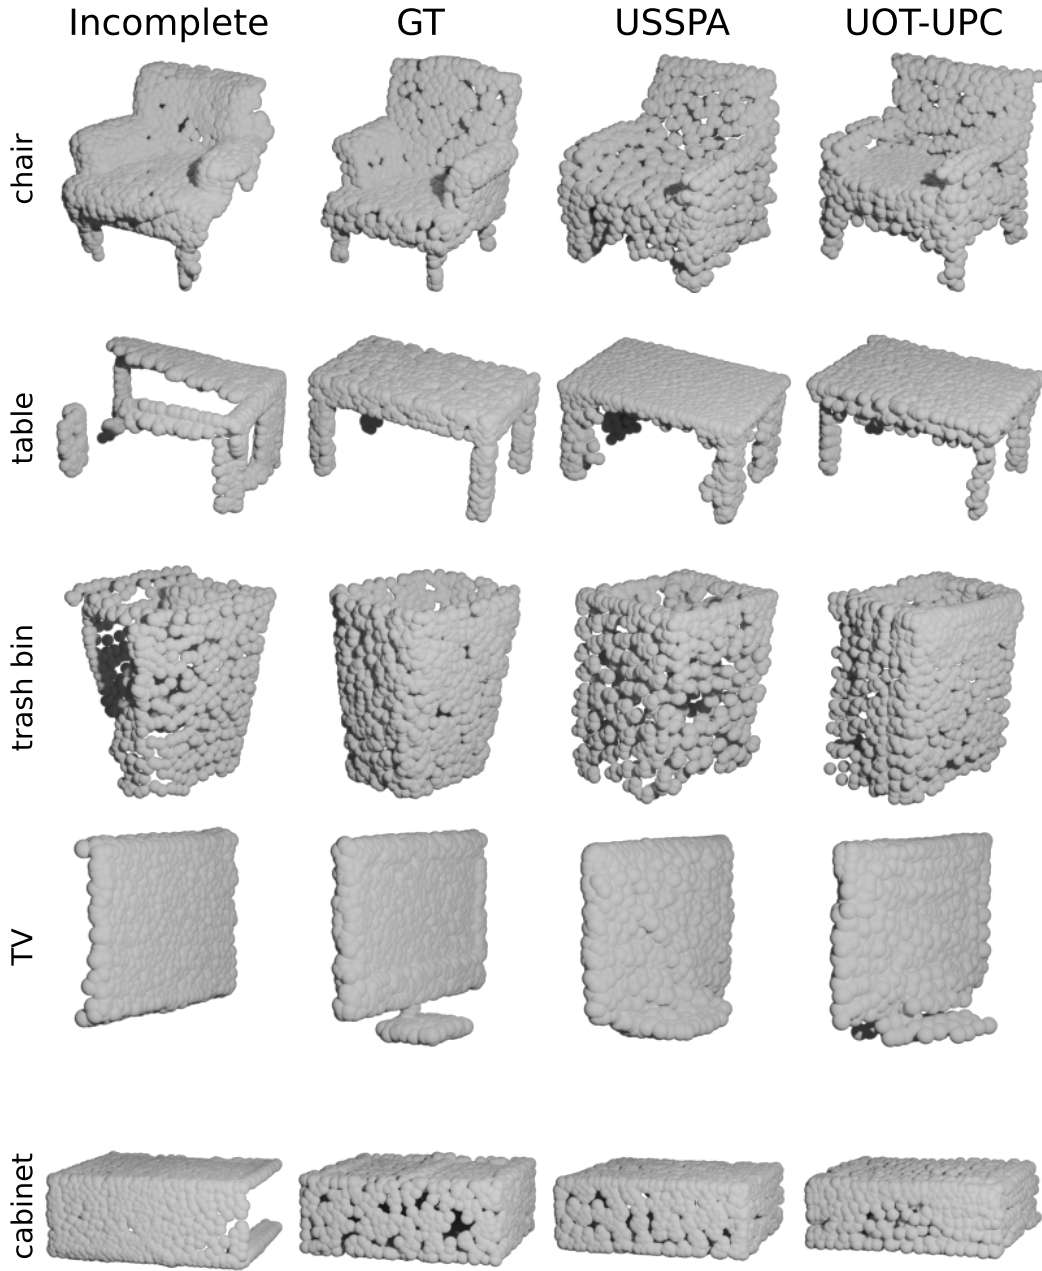 Incomplete GT USSPA UOT-UPC
chair
table
trash bin
TV
cabinet